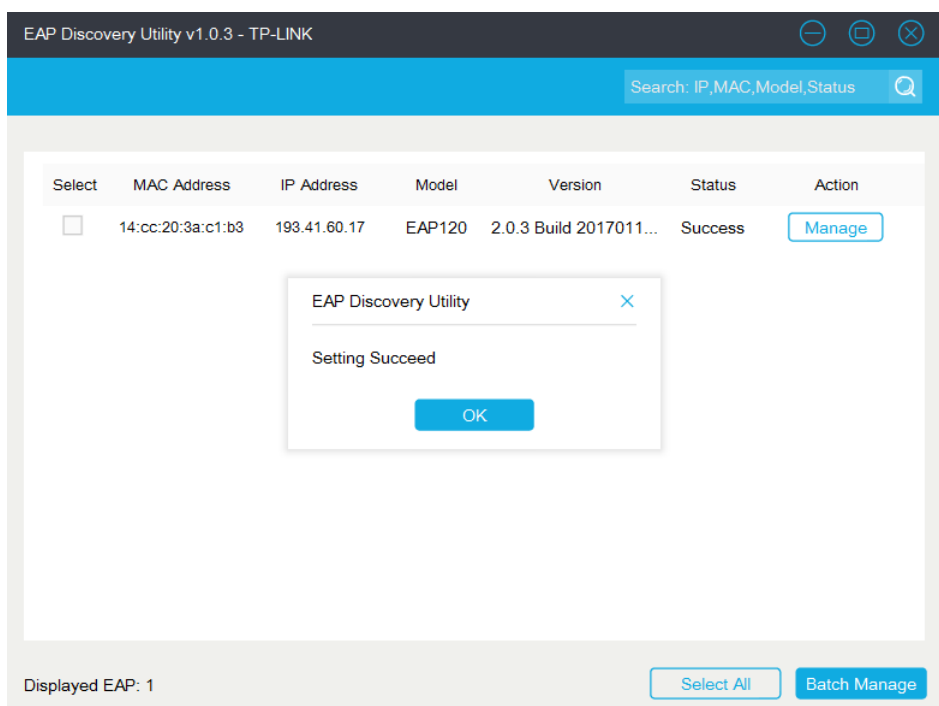 EAP Discovery Utility v1.0.3 - TP-LINK
Search: IP,MAC,Model,Status
Select MAC Address IP Address Model Version Status Action
14:cc:20:3a:c1:b3 193.41.60.17 EAP120 2.0.3 Build 2017011... Success Manage
EAP Discovery Utility
Setting Succeed
OK
Displayed EAP: 1 Select All Batch Manage